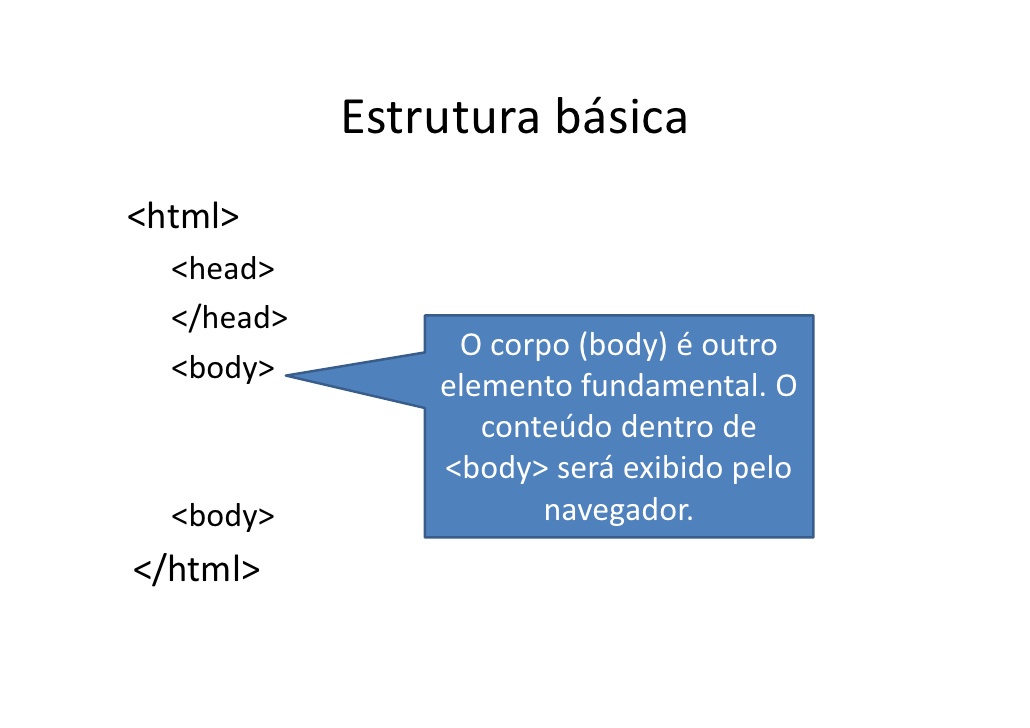 Estrutura básica
<html>
<head>
</head>
<body>
O corpo (body) é outro
elemento fundamental. O
conteúdo dentro de
<body> será exibido pelo
navegador.
<body>
</html>